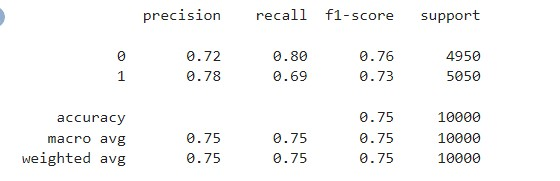 precision recall f1-score support
0 0.72 0.80 0.76 4950
1 0.78 0.69 0.73 5050
accuracy 0.75 10000
macro avg 0.75 0.75 0.75 10000
weighted avg 0.75 0.75 0.75 10000